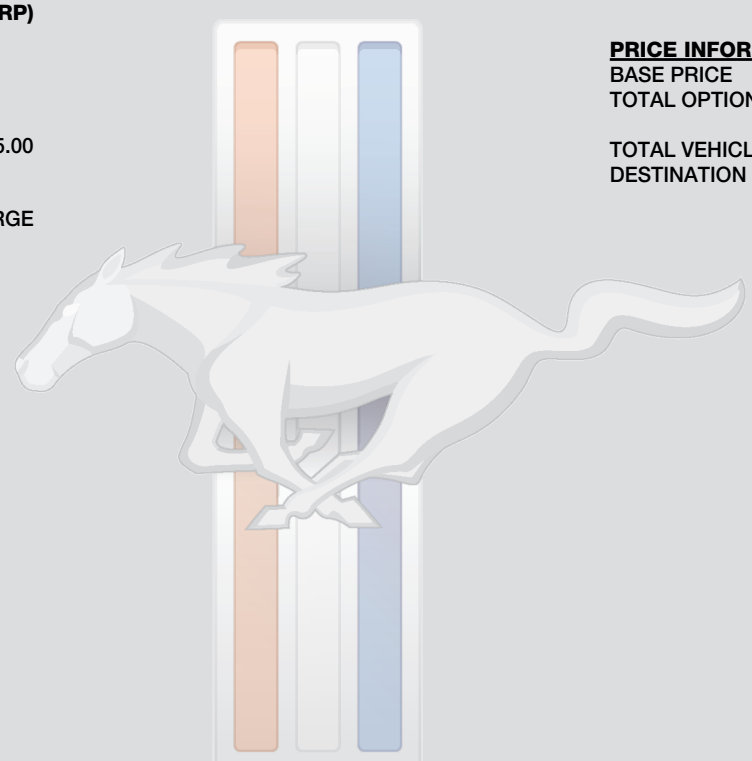 RP)
5.00
RGE
PRICE INFOR
BASE PRICE
TOTAL OPTION
TOTAL VEHICL
DESTINATION